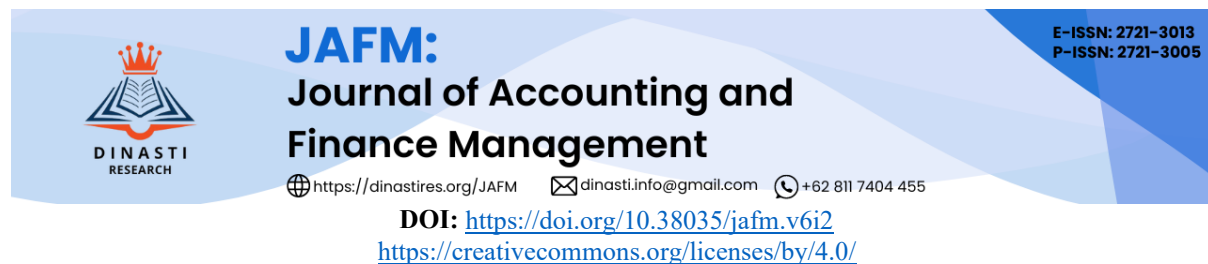 JAFM:
Journal of Accounting and
Finance Management
DINASTI
RESEARCH
https://dinastires.org/JAFM dinasti.info@gmail.com +62 811 7404 455
E-ISSN: 2721-3013
P-ISSN: 2721-3005
DOI: https://doi.org/10.38035/jafm.v6i2
https://creativecommons.org/licenses/by/4.0/